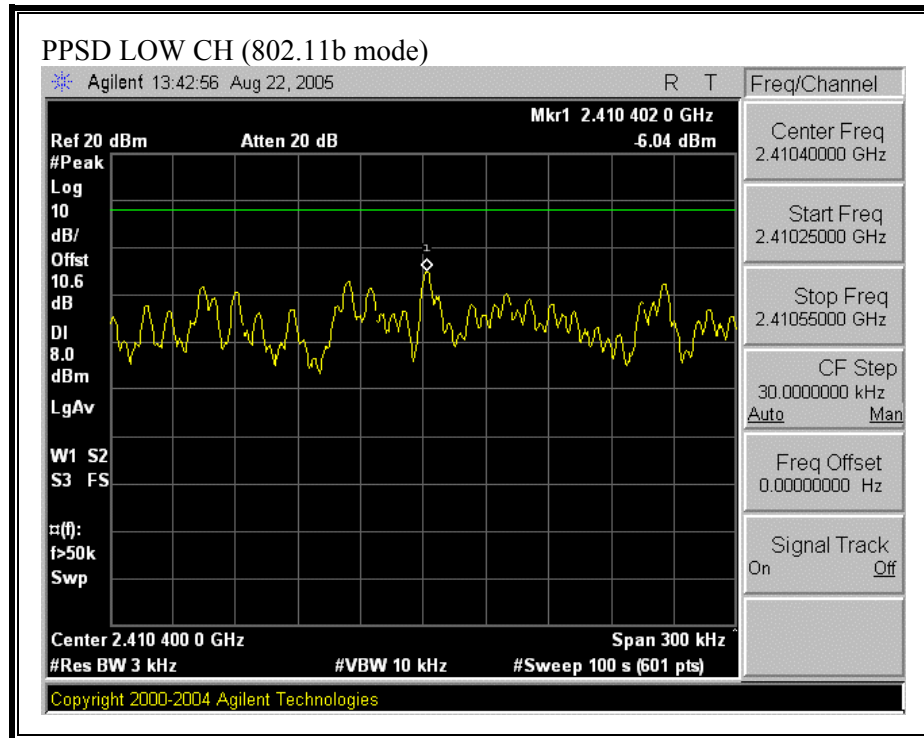 PPSD LOW CH (802.11b mode)
Agilent 13:42:56 Aug 22, 2005 R T
Freq/Channel
Mkr1 2.410 402 0 GHz
Ref 20 dBm Atten 20 dB -6.04 dBm
#Peak
Log
10
dB/
Offst
10.6
dB
DI
8.0
dBm
LgAv
W1 S2
S3 FS
¤(f):
f>50k
Swp
1
Center 2.410 400 0 GHz Span 300 kHz ^
#Res BW 3 kHz #VBW 10 kHz #Sweep 100 s (601 pts)
Copyright 2000-2004 Agilent Technologies
Center Freq
2.41040000 GHz
Start Freq
2.41025000 GHz
Stop Freq
2.41055000 GHz
CF Step
30.0000000 kHz
Auto Man
Freq Offset
0.00000000 Hz
Signal Track
On Off